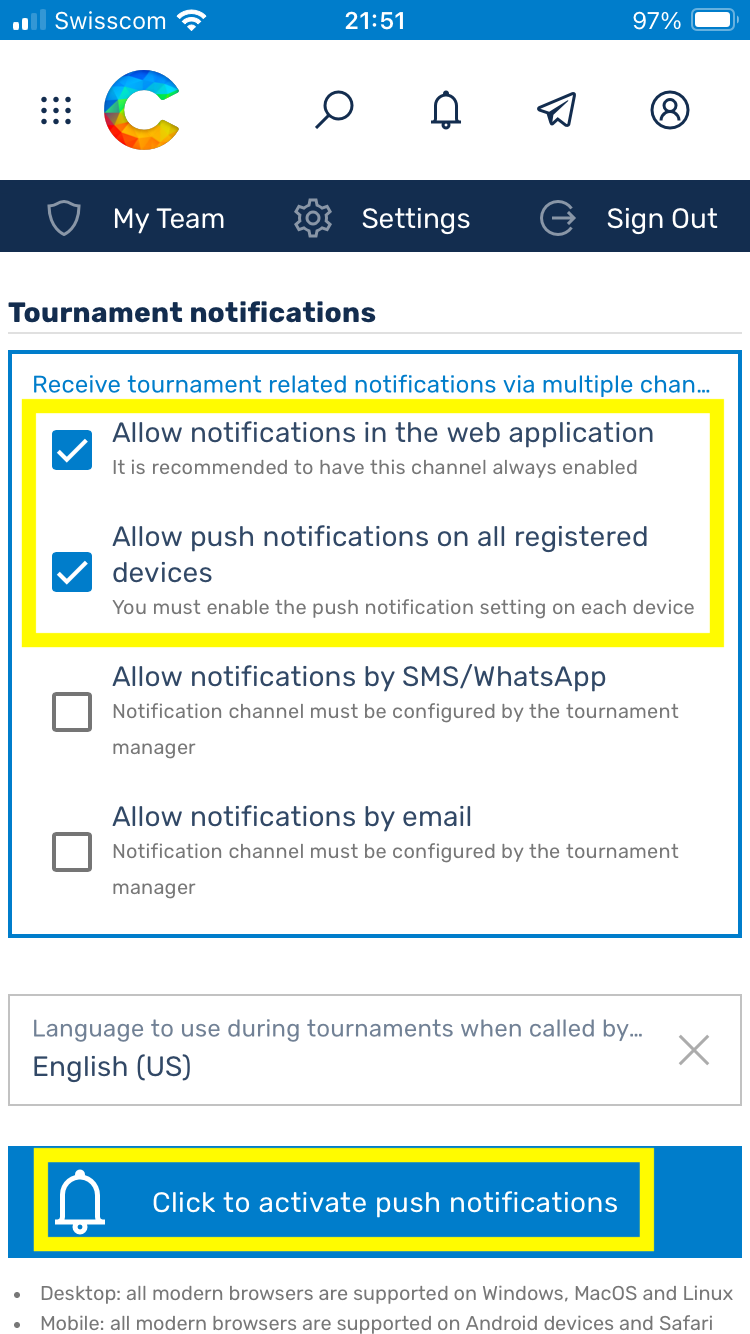 Swisscom 21:51 97%
My Team Settings Sign Out
Tournament notifications
Receive tournament related notifications via multiple chan...
Allow notifications in the web application
It is recommended to have this channel always enabled
Allow push notifications on all registered
devices
You must enable the push notification setting on each device
Allow notifications by SMS/WhatsApp
Notification channel must be configured by the tournament
manager
Allow notifications by email
Notification channel must be configured by the tournament
manager
Language to use during tournaments when called by...
English (US)
Click to activate push notifications
• Desktop: all modern browsers are supported on Windows, MacOS and Linux
• Mobile: all modern browsers are supported on Android devices and Safari